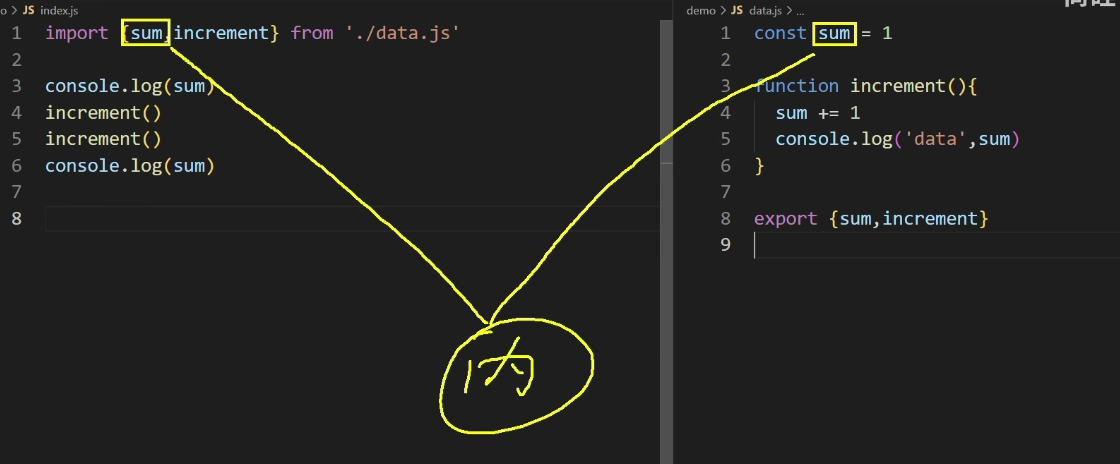 o > JS index.js
1 import {sum,increment} from './data.js'
2
3 console.log(sum)
4 increment()
5 increment()
6 console.log(sum)
7
8
demo > JS data.js > ...
1 const sum = 1
2
3 function increment(){
4 sum += 1
5 console.log('data',sum)
6 }
7
8 export {sum,increment}
9
内